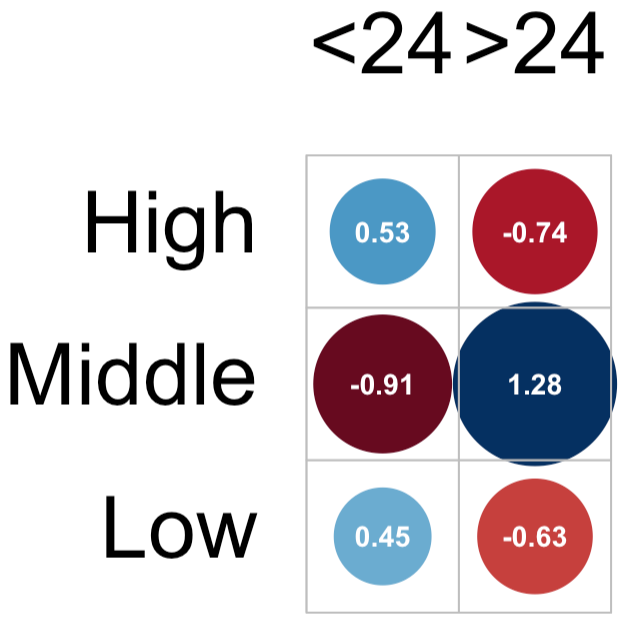 <24 >24
High 0.53 -0.74
Middle -0.91 1.28
Low 0.45 -0.63